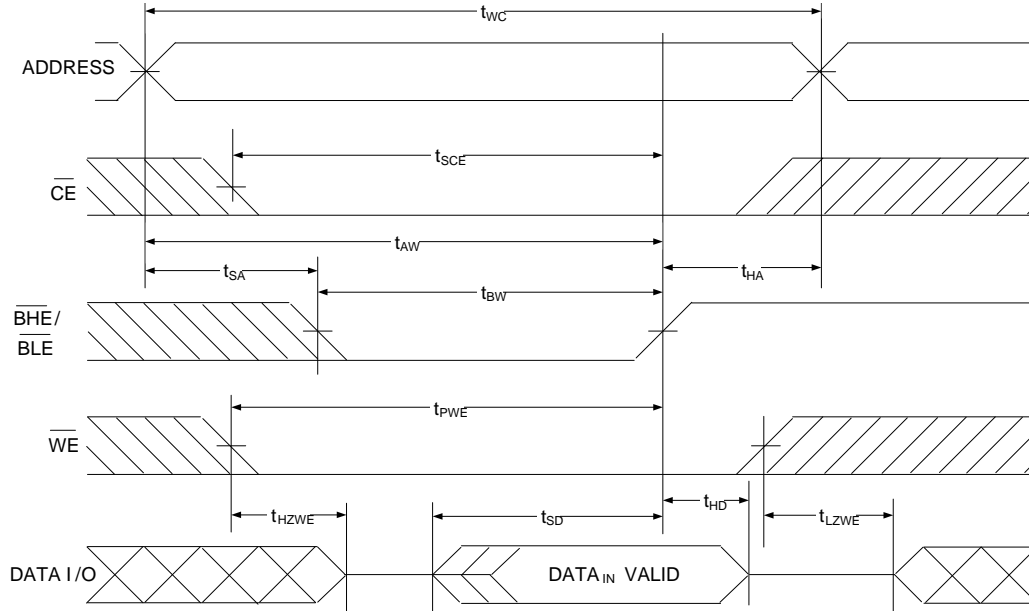 tWC
ADDRESS
tSCE
CE
tAW
tSA
tHA
tBW
BHE/
BLE
tPWE
WE
tHD
tHZWE
tSD
tLZWE
DATA I/O
DATAIN VALID